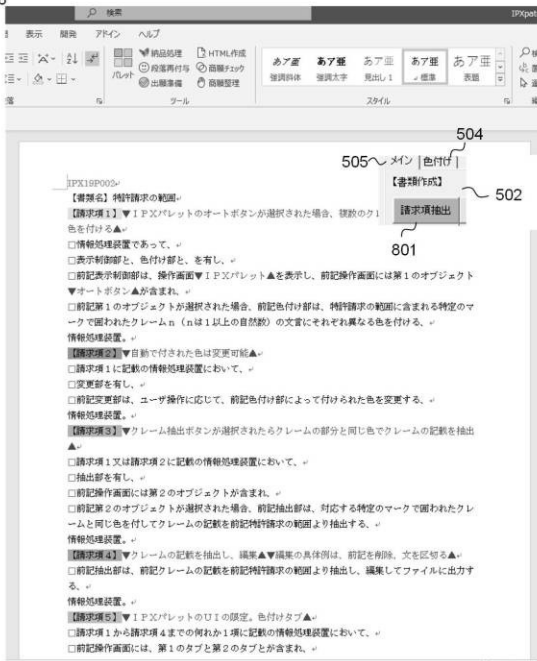 検索
IPXpat
表示 開発 アドイン ヘルプ
パレット
納品処理 HTML作成
段落再付与 商願チェック
出願準備 商願整理
ツール
あア亜 あア亜 あア亜 あア亜 あア亜
強調斜体 強調太字 見出し1 標準 表題
スタイル
504
505 メイン 色付け
【書類作成】
502
請求項抽出
801
IPX19P002
【書類名】特許請求の範囲
【請求項1】▼IPXパレットのオートボタンが選択された場合、複数のク
色を付ける▲
□情報処理装置であって、
□表示制御部と、色付け部と、を有し、
□前記表示制御部は、操作画面▼IPXパレット▲を表示し、前記操作画面には第1のオブジェクト
▼オートボタン▲が含まれ、
□前記第1のオブジェクトが選択された場合、前記色付け部は、特許請求の範囲に含まれる特定のマ
ークで囲われたクレームn(nは1以上の自然数)の文言にそれぞれ異なる色を付ける、
情報処理装置。
【請求項2】▼自動で付された色は変更可能▲
□請求項1に記載の情報処理装置において、
□変更部を有し、
□前記変更部は、ユーザ操作に応じて、前記色付け部によって付けられた色を変更する、
情報処理装置。
【請求項3】▼クレーム抽出ボタンが選択されたらクレームの部分と同じ色でクレームの記載を抽出
▲
□請求項1又は請求項2に記載の情報処理装置において、
□抽出部を有し、
□前記操作画面には第2のオブジェクトが含まれ、
□前記第2のオブジェクトが選択された場合、前記抽出部は、対応する特定のマークで囲われたクレ
ームと同じ色を付してクレームの記載を前記特許請求の範囲より抽出する、
情報処理装置。
【請求項4】▼クレームの記載を抽出し、編集▲▼編集の具体例は、前記を削除、文を区切る▲
□前記抽出部は、前記クレームの記載を前記特許請求の範囲より抽出し、編集してファイルに出力す
る、
情報処理装置。
【請求項5】▼IPXパレットのUIの限定。色付けタブ▲
□請求項1から請求項4までの何れか1項に記載の情報処理装置において、
□前記操作画面には、第1のタブと第2のタブとが含まれ、